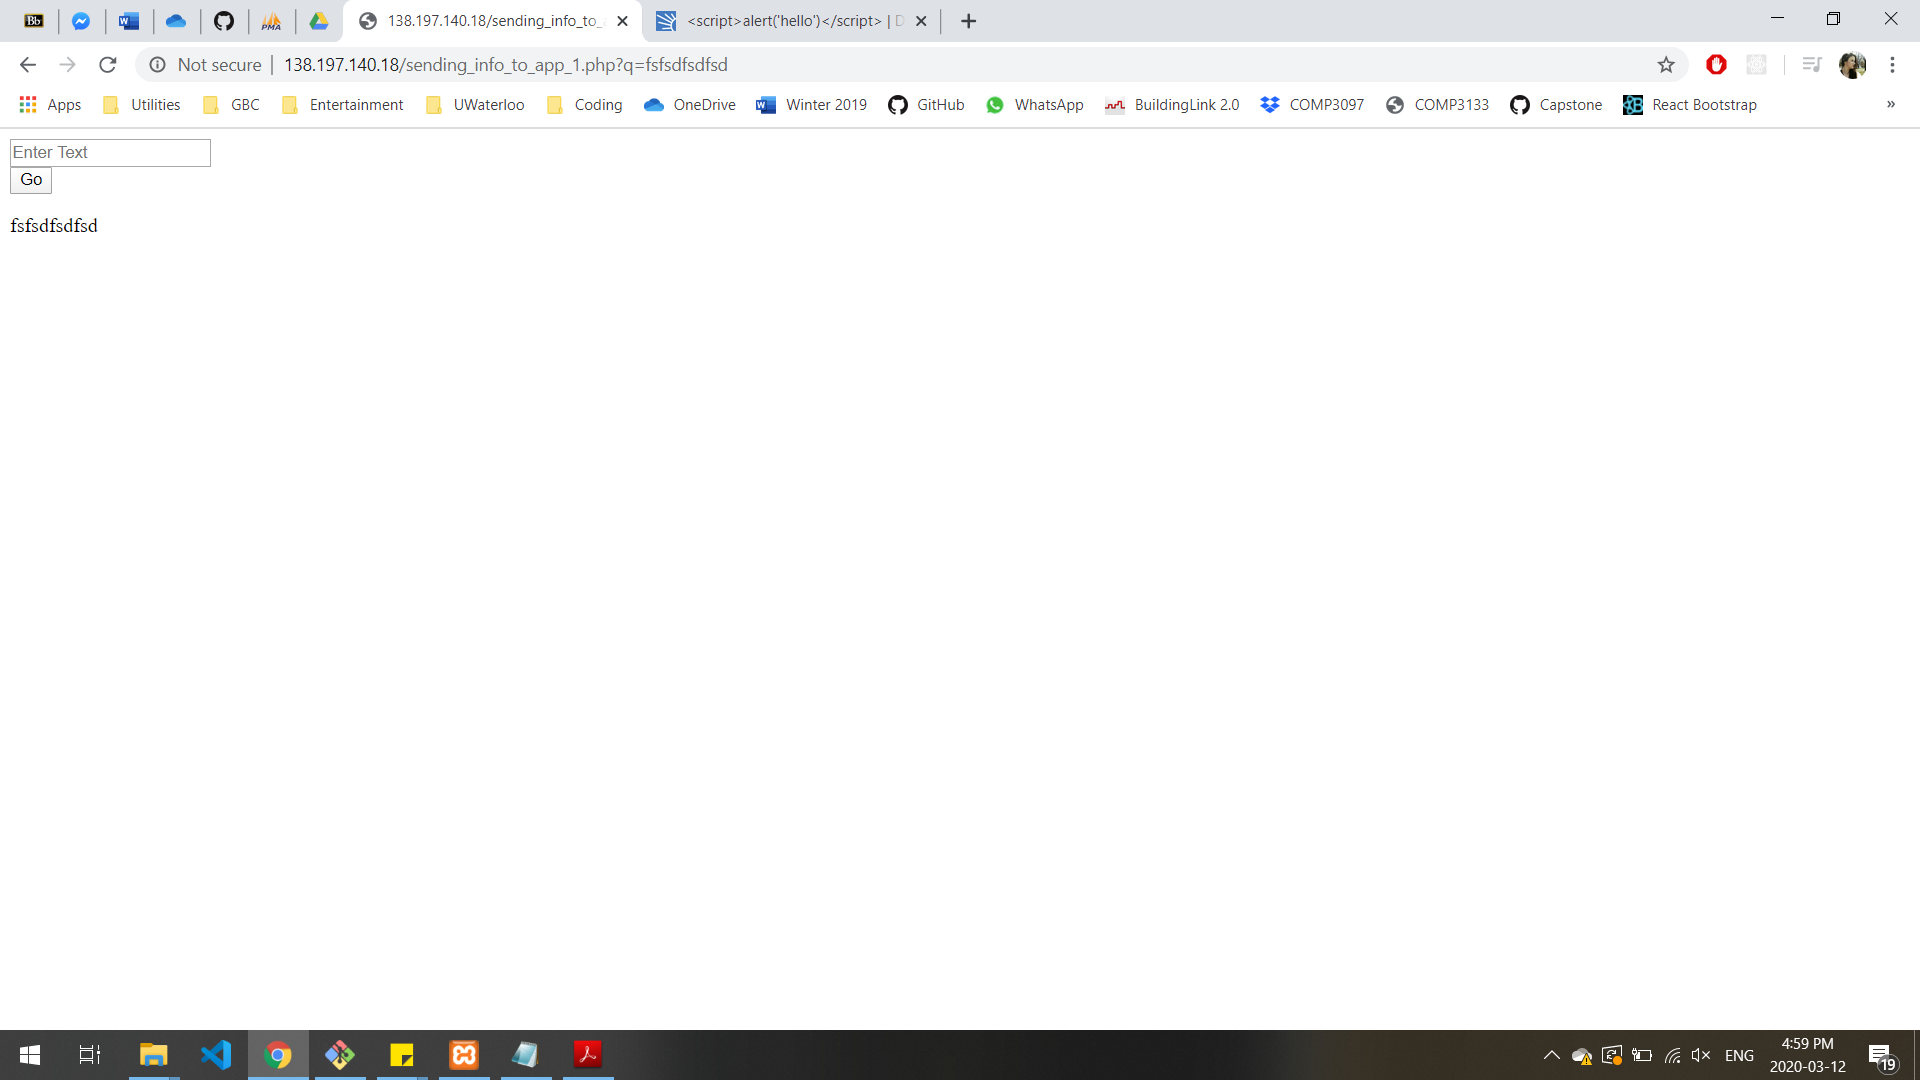 Bb
PMA
138.197.140.18/sending_info_to_
<script>alert('hello')</script> | D
Not secure | 138.197.140.18/sending_info_to_app_1.php?q=fsfsdfsdfsd
Apps Utilities GBC Entertainment UWaterloo Coding OneDrive Winter 2019 GitHub WhatsApp BuildingLink 2.0 COMP3097 COMP3133 Capstone React Bootstrap »
Enter Text
Go
fsfsdfsdfsd
ENG
4:59 PM
2020-03-12
19